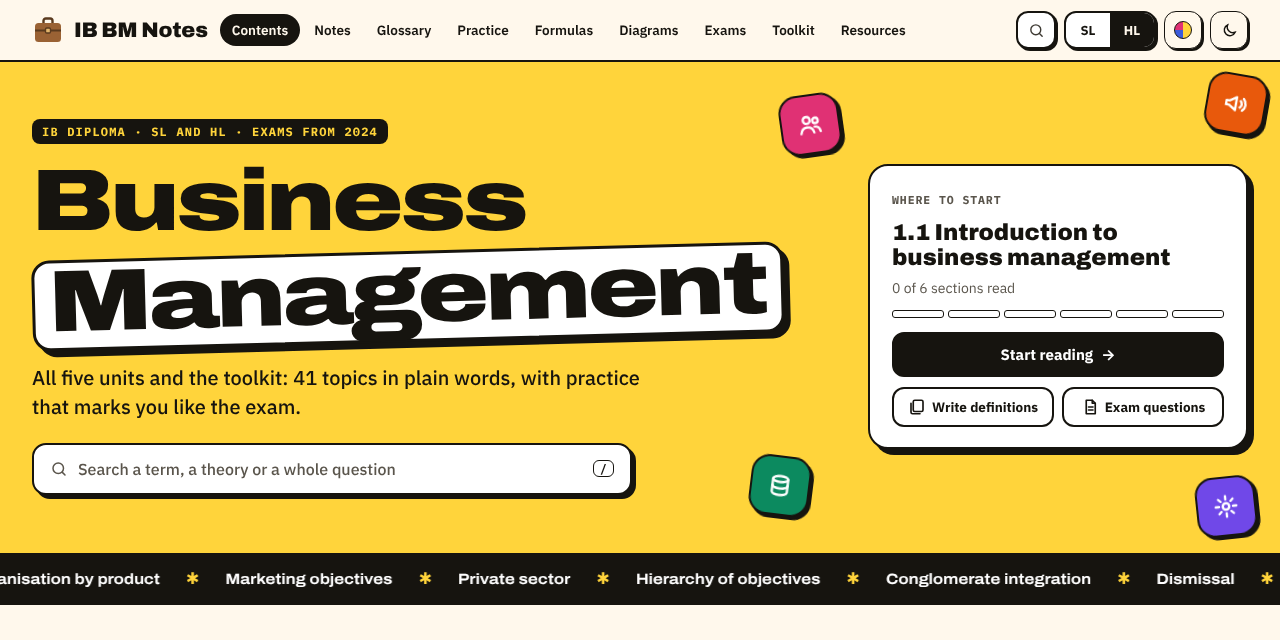 IB BM Notes
Contents
Notes
Glossary
Practice
Formulas
Diagrams
Exams
Toolkit
Resources
SL
HL
IB DIPLOMA · SL AND HL · EXAMS FROM 2024
Business
Management
All five units and the toolkit: 41 topics in plain words, with practice
that marks you like the exam.
Search a term, a theory or a whole question
/
WHERE TO START
1.1 Introduction to
business management
0 of 6 sections read
Start reading →
Write definitions
Exam questions
anisation by product * Marketing objectives * Private sector * Hierarchy of objectives * Conglomerate integration * Dismissal *